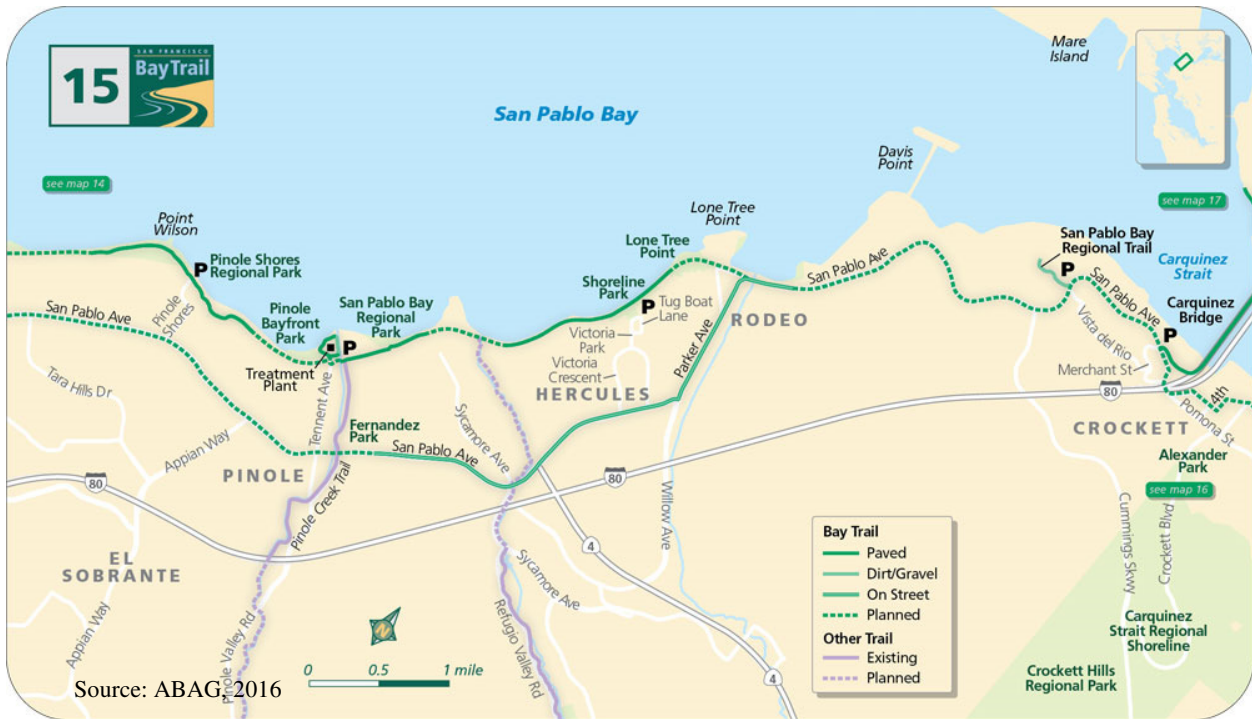 15
SAN FRANCISCO
BayTrail
San Pablo Bay
Mare
Island
Davis
Point
see map 14
see map 17
Point
Wilson
Lone Tree
Point
San Pablo Bay
Regional Trail
Carquinez
Strait
Lone Tree
Point
P
Pinole Shores
Regional Park
San Pablo Ave
Pinole
Shores
Pinole
Bayfront
Park
San Pablo Bay
Regional
Park
P
Treatment
Plant
Shoreline
Park
P
Tug Boat
Lane
Victoria
Park
Victoria
Crescent
HERCULES
Parker Ave
RODEO
San Pablo Ave
P
San Pablo Ave
Carquinez
Bridge
P
Vista del Rio
Merchant St
80
4th
Pomona St
CROCKETT
Alexander
Park
see map 16
Tara Hills Dr
Appian Way
Tennent Ave
Fernandez
Park
San Pablo Ave
Sycamore Ave
PINOLE
80
Pinole Creek Trail
80
Willow Ave
4
Sycamore Ave
EL
SOBRANTE
Appian Way
Pinole Valley Rd
Refugio Valley Rd
N
0 0.5 1 mile
4
Cummings Skwy
Crockett Blvd
Carquinez
Strait Regional
Shoreline
Crockett Hills
Regional Park
Bay Trail
Paved
Dirt/Gravel
On Street
Planned
Other Trail
Existing
Planned
Source: ABAG, 2016